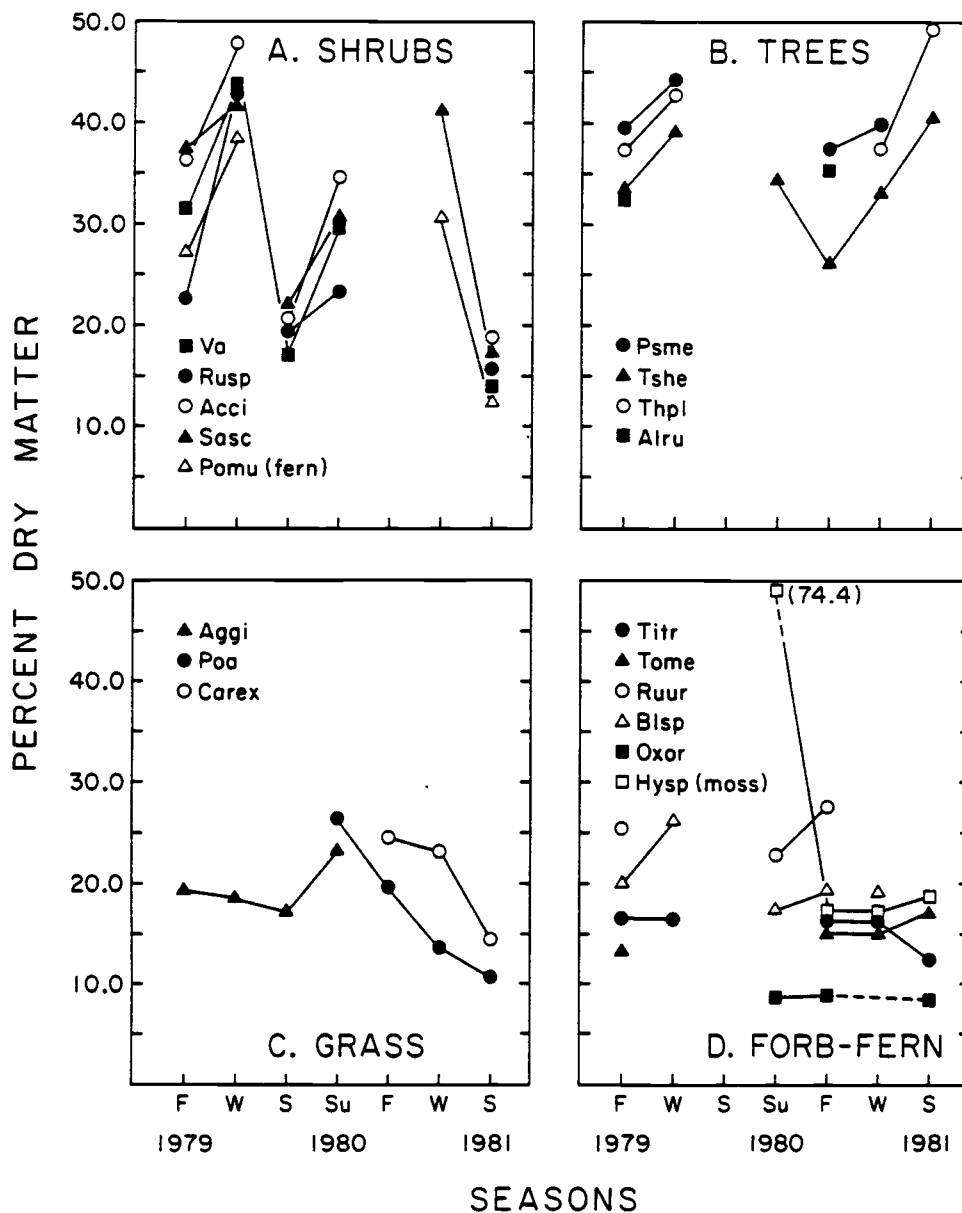 PERCENT DRY MATTER
50.0
40.0
30.0
20.0
10.0
A. SHRUBS
Va
Rusp
Acci
Sasc
Pomu (fern)
B. TREES
Psme
Tshe
Thpl
Alru
50.0
40.0
30.0
20.0
10.0
Aggi
Poa
Carex
C. GRASS
(74.4)
Titr
Tome
Ruur
Blsp
Oxor
Hysp (moss)
D. FORB-FERN
F W S Su F W S
1979 1980 1981
F W S Su F W S
1979 1980 1981
SEASONS